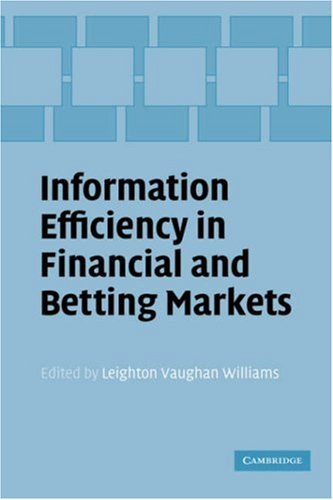 Information
Efficiency in
Financial and
Betting Markets
Edited by Leighton Vaughan Williams
CAMBRIDGE